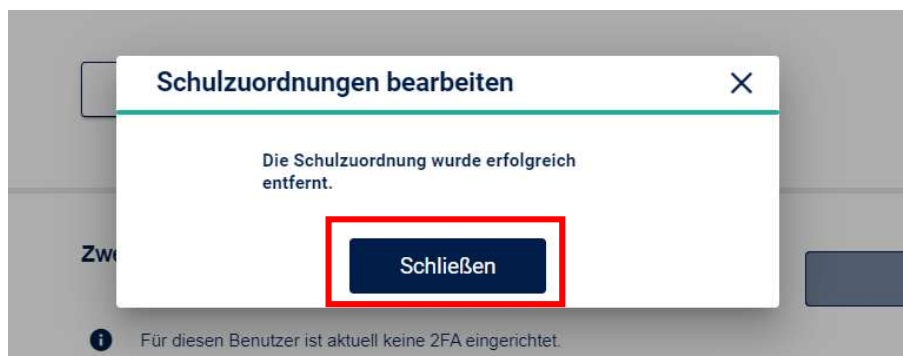 Schulzuordnungen bearbeiten
Die Schulzuordnung wurde erfolgreich
entfernt.
Schließen
Für diesen Benutzer ist aktuell keine 2FA eingerichtet.